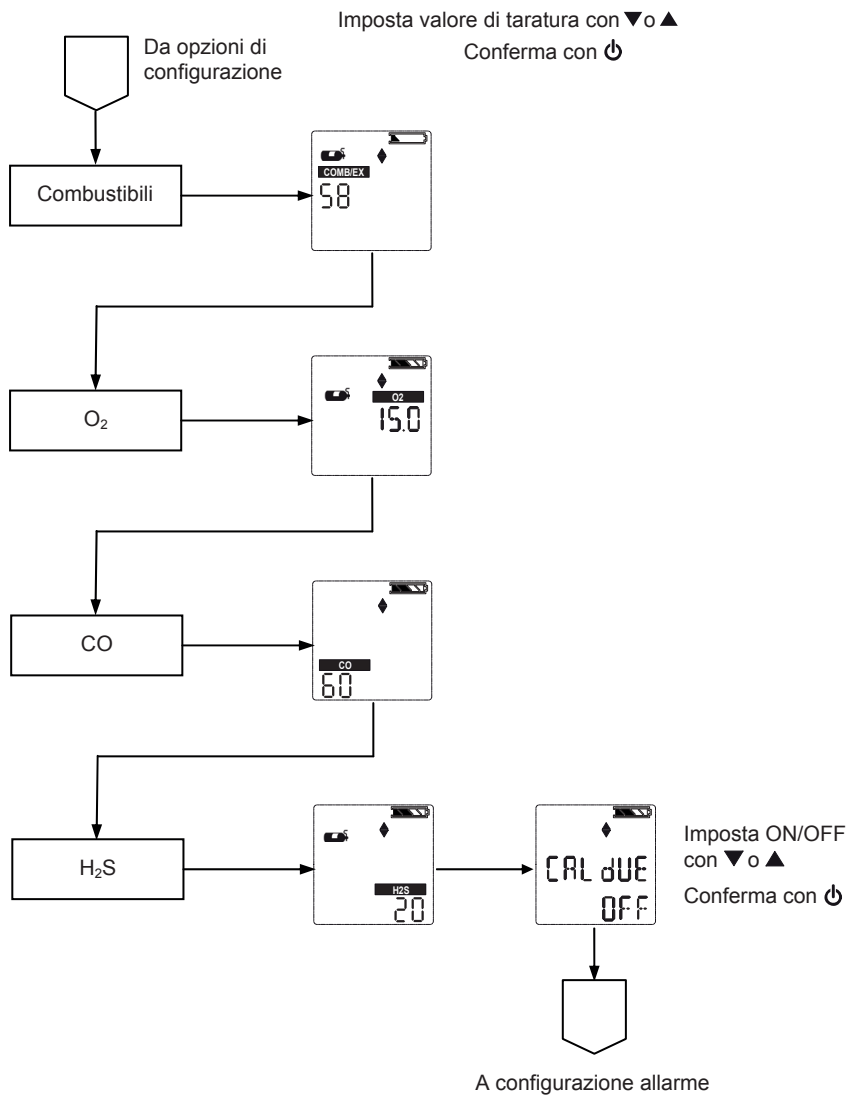 Imposta valore di taratura con ▼ o ▲
Conferma con ⏻
Da opzioni di
configurazione
Combustibili
COMB/EX
58
O₂
O2
15.0
CO
CO
60
H₂S
H2S
20
CAL dUE
OFF
Imposta ON/OFF
con ▼ o ▲
Conferma con ⏻
A configurazione allarme